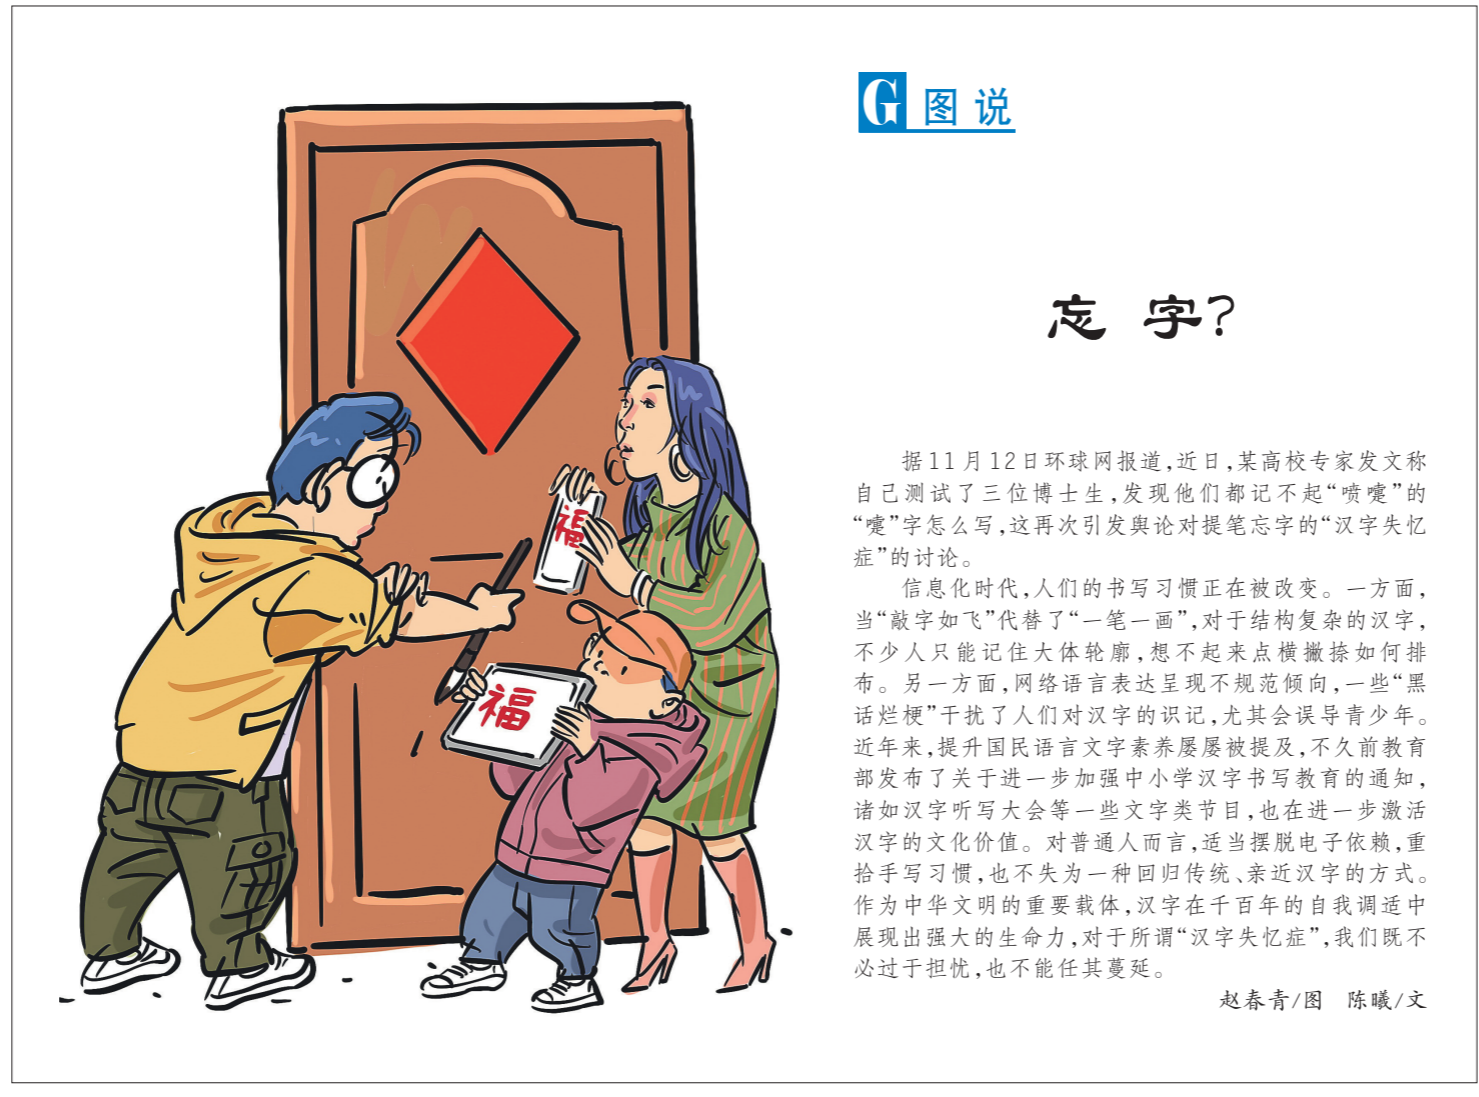 G 图说
忘 字?
据11月12日环球网报道,近日,某高校专家发文称
自己测试了三位博士生,发现他们都记不起“喷嚏”的
“嚏”字怎么写,这再次引发舆论对提笔忘字的“汉字失忆
症”的讨论。
信息化时代,人们的书写习惯正在被改变。一方面,
当“敲字如飞”代替了“一笔一画”,对于结构复杂的汉字,
不少人只能记住大体轮廓,想不起来点横撇捺如何排
布。另一方面,网络语言表达呈现不规范倾向,一些“黑
话烂梗”干扰了人们对汉字的识记,尤其会误导青少年。
近年来,提升国民语言文字素养屡屡被提及,不久前教育
部发布了关于进一步加强中小学汉字书写教育的通知,
诸如汉字听写大会等一些文字类节目,也在进一步激活
汉字的文化价值。对普通人而言,适当摆脱电子依赖,重
拾手写习惯,也不失为一种回归传统、亲近汉字的方式。
作为中华文明的重要载体,汉字在千百年的自我调适中
展现出强大的生命力,对于所谓“汉字失忆症”,我们既不
必过于担忧,也不能任其蔓延。
赵春青/图 陈曦/文
福
福